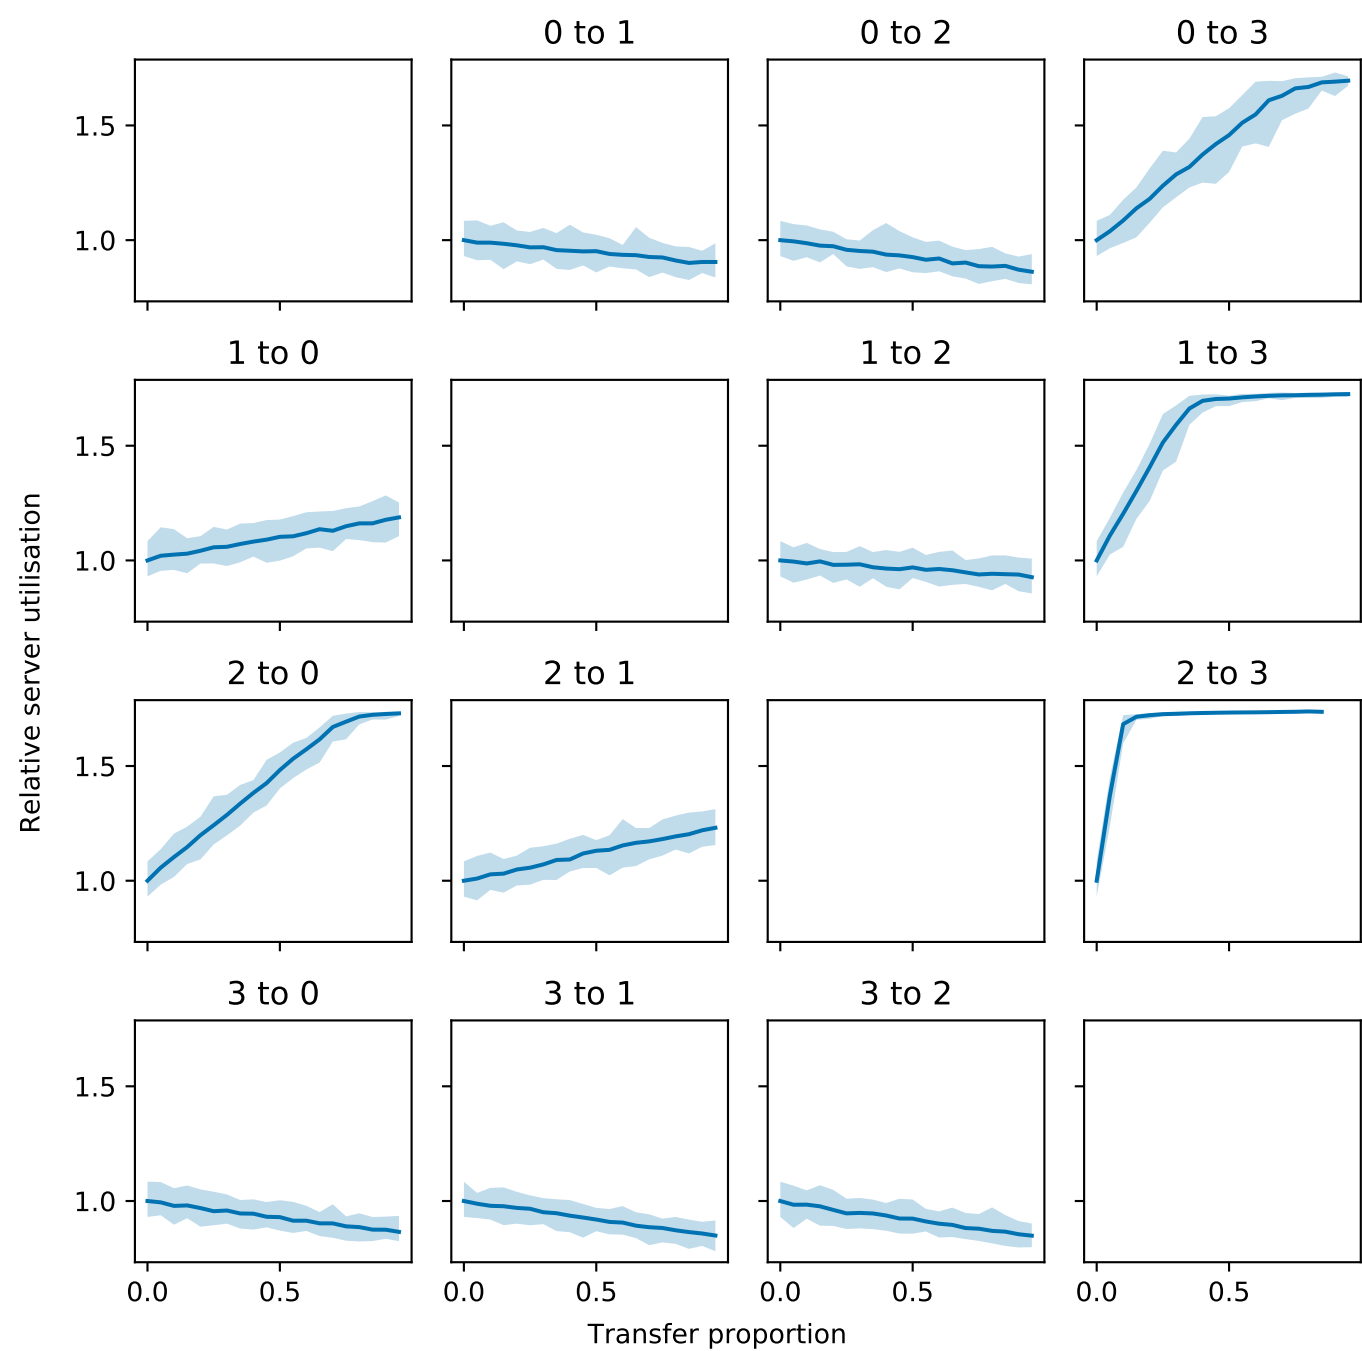 0 to 1
0 to 2
0 to 3
1.5
1.0
1 to 0
1 to 2
1 to 3
1.5
1.0
Relative server utilisation
2 to 0
2 to 1
2 to 3
1.5
1.0
3 to 0
3 to 1
3 to 2
1.5
1.0
0.0 0.5 0.0 0.5 0.0 0.5 0.0 0.5
Transfer proportion